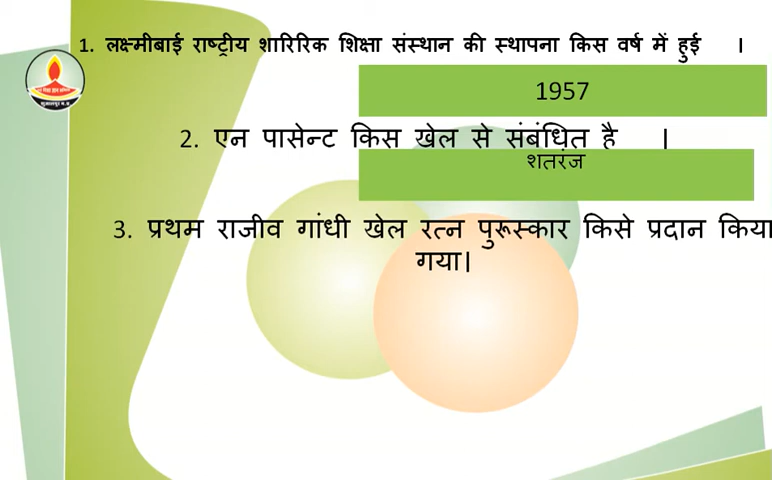 1. लक्ष्मीबाई राष्ट्रीय शारिरिक शिक्षा संस्थान की स्थापना किस वर्ष में हुई ।
1957
2. एन पासेन्ट किस खेल से संबंधित है ।
शतरंज
3. प्रथम राजीव गांधी खेल रत्न पुरूस्कार किसे प्रदान किया
गया।